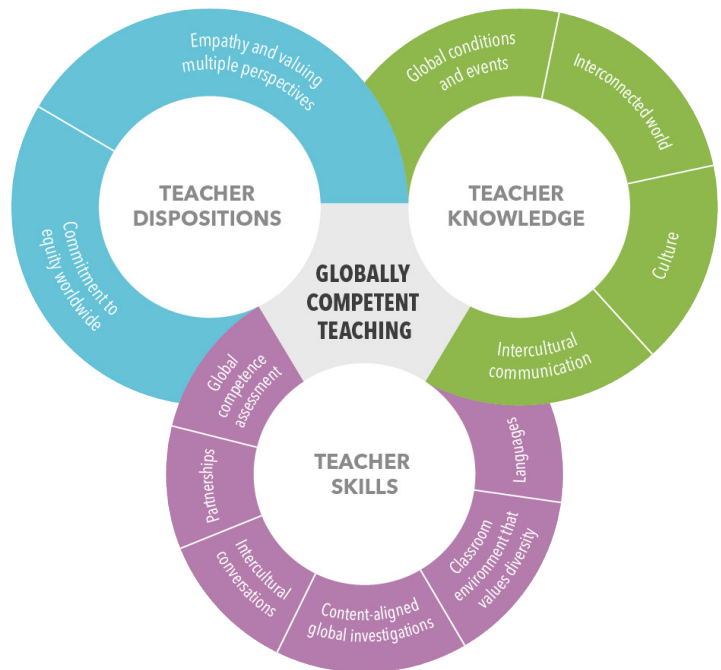 Empathy and valuing
multiple perspectives
Commitment to
equity worldwide
TEACHER
DISPOSITIONS
Global conditions
and events
Interconnected world
Culture
Intercultural
communication
TEACHER
KNOWLEDGE
GLOBALLY
COMPETENT
TEACHING
Global
competence
assessment
Partnerships
Intercultural
conversations
Content-aligned
global investigations
Classroom
environment that
values diversity
Languages
TEACHER
SKILLS